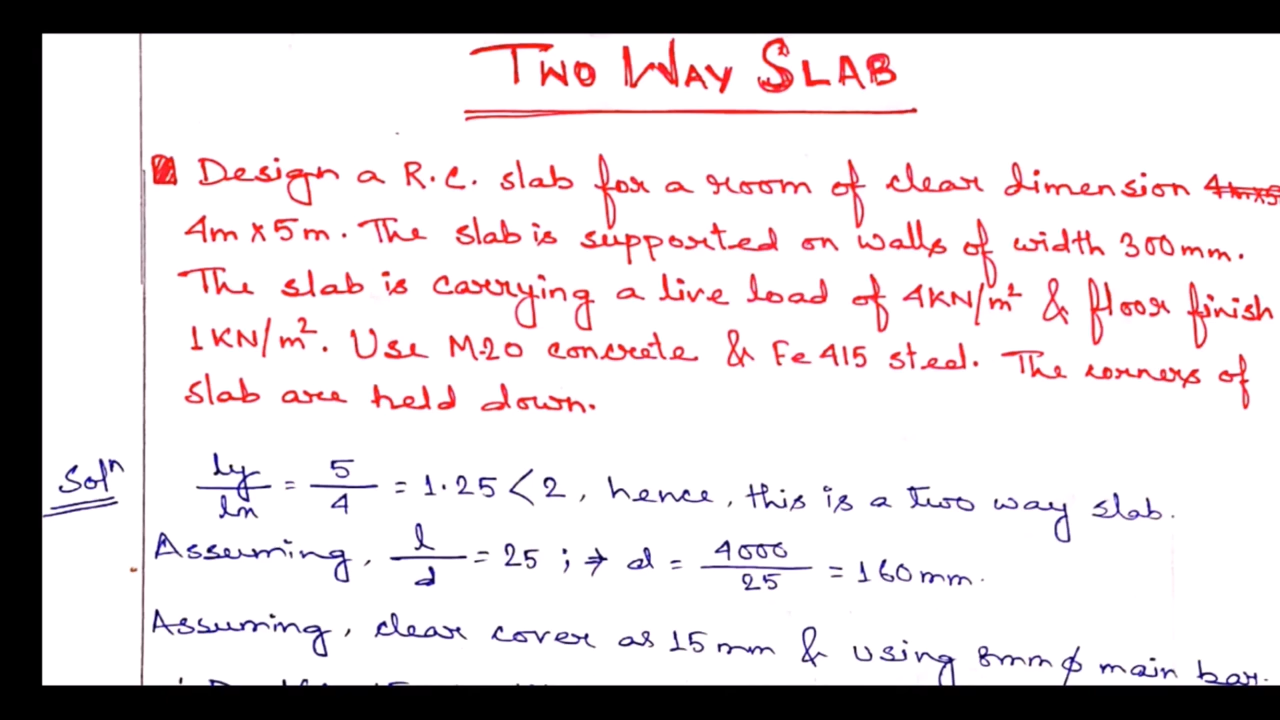 TWO WAY SLAB
Design a R.C. slab for a room of clear dimension
4m x 5m. The slab is supported on walls of width 300mm.
The slab is carrying a live load of 4KN/m² & floor finish
1KN/m². Use M-20 concrete & Fe 415 steel. The corners of
slab are held down.
Solⁿ ly/lx = 5/4 = 1.25 < 2, hence, this is a two way slab.
Assuming, l/d = 25 ; ⇒ d = 4000/25 = 160mm.
Assuming, clear cover as 15mm & using 8mm ϕ main bar.